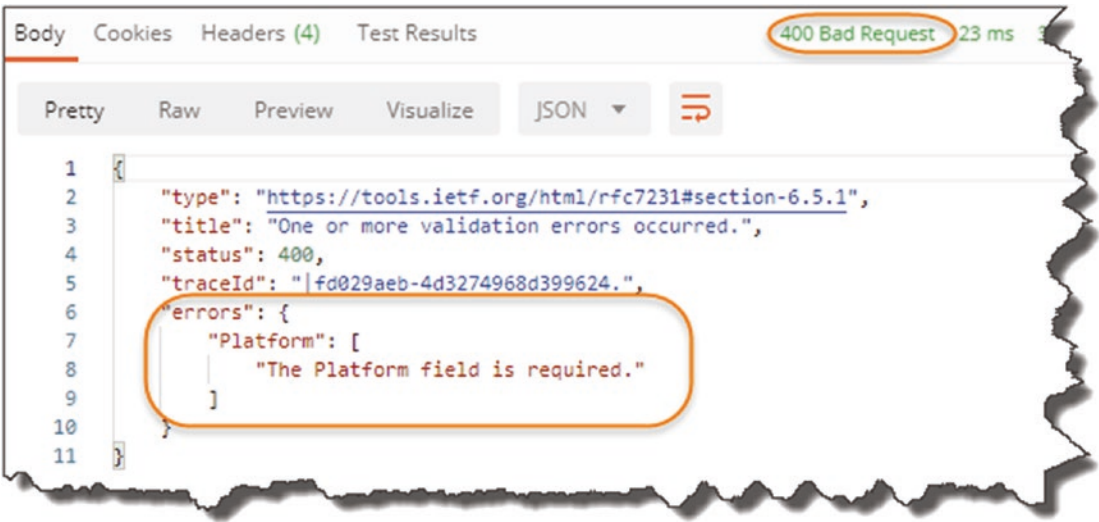 Body Cookies Headers (4) Test Results 400 Bad Request 23 ms
Pretty Raw Preview Visualize JSON
1 {
2 "type": "https://tools.ietf.org/html/rfc7231#section-6.5.1",
3 "title": "One or more validation errors occurred.",
4 "status": 400,
5 "traceId": "|fd029aeb-4d3274968d399624.",
6 "errors": {
7 "Platform": [
8 "The Platform field is required."
9 ]
10 }
11 }